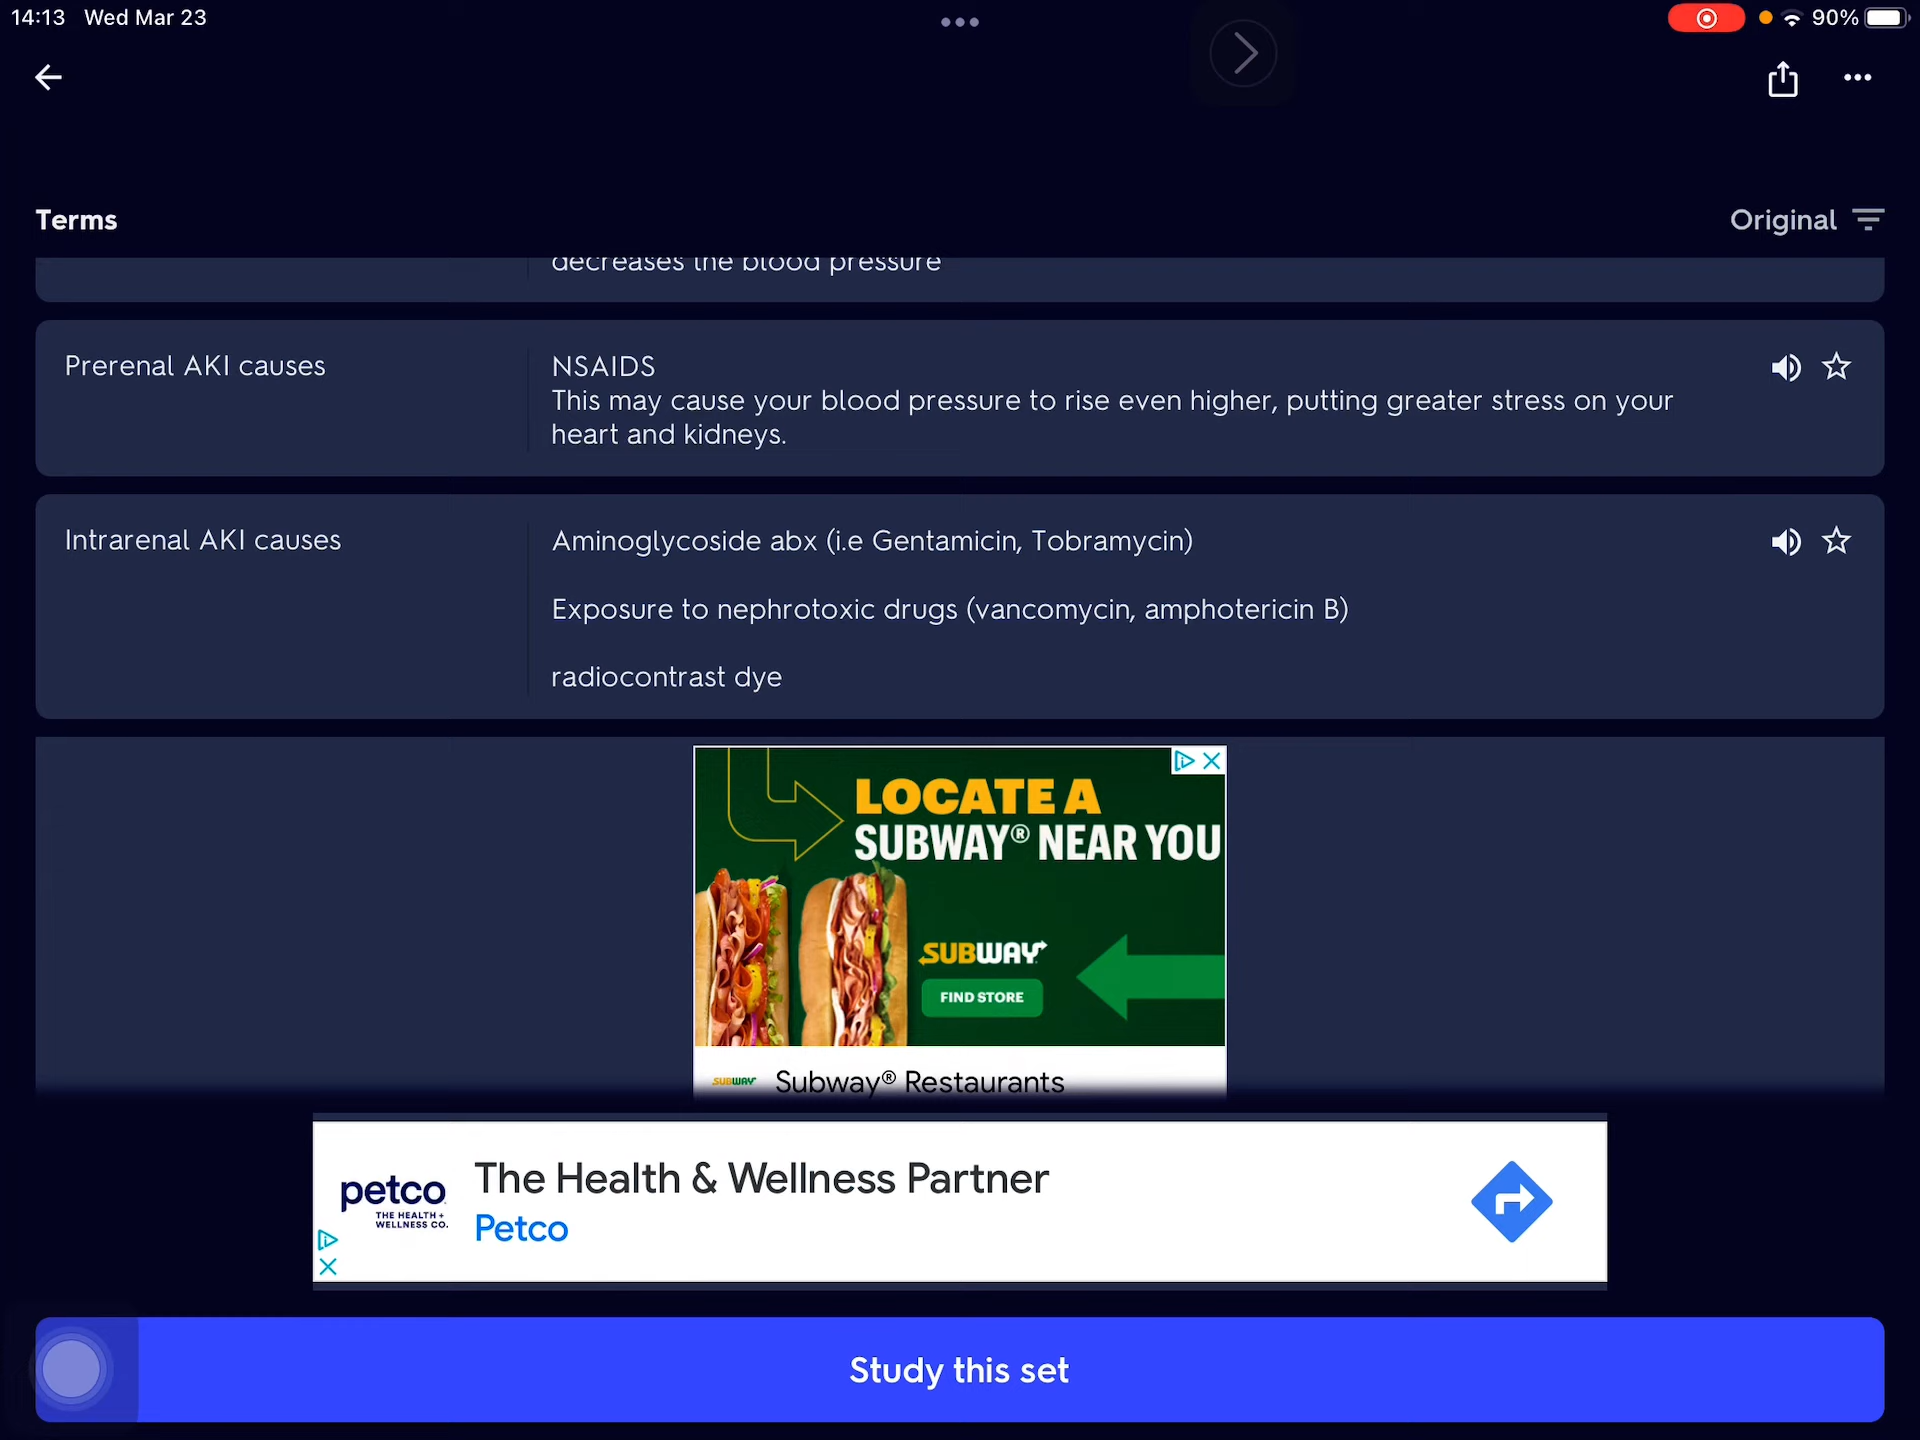 14:13 Wed Mar 23
90%
Terms
Original
decreases the blood pressure
Prerenal AKI causes
NSAIDS
This may cause your blood pressure to rise even higher, putting greater stress on your
heart and kidneys.
Intrarenal AKI causes
Aminoglycoside abx (i.e Gentamicin, Tobramycin)
Exposure to nephrotoxic drugs (vancomycin, amphotericin B)
radiocontrast dye
LOCATE A
SUBWAY® NEAR YOU
SUBWAY
FIND STORE
SUBWAY Subway® Restaurants
petco
THE HEALTH +
WELLNESS CO.
The Health & Wellness Partner
Petco
Study this set